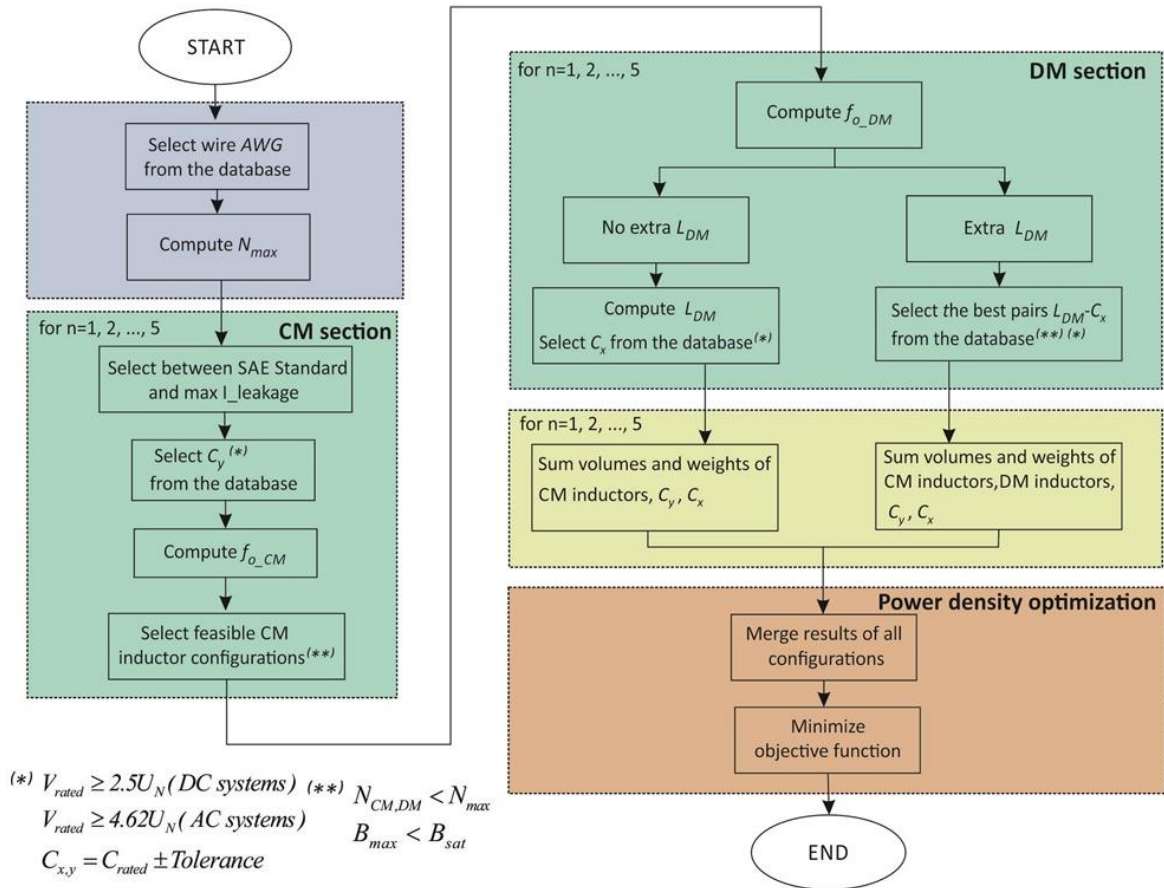 START
Select wire AWG
from the database
Compute N_max
for n=1, 2, ..., 5
CM section
Select between SAE Standard
and max I_leakage
Select C_y (*)
from the database
Compute f_o_CM
Select feasible CM
inductor configurations(**)
for n=1, 2, ..., 5
DM section
Compute f_o_DM
No extra L_DM
Extra L_DM
Compute L_DM
Select C_x from the database(*)
Select the best pairs L_DM-C_x
from the database(**) (*)
for n=1, 2, ..., 5
Sum volumes and weights of
CM inductors, C_y, C_x
Sum volumes and weights of
CM inductors,DM inductors,
C_y, C_x
Power density optimization
Merge results of all
configurations
Minimize
objective function
END
(*) V_rated ≥ 2.5U_N (DC systems)
V_rated ≥ 4.62U_N (AC systems)
C_x,y = C_rated ± Tolerance
(**) N_CM,DM < N_max
B_max < B_sat